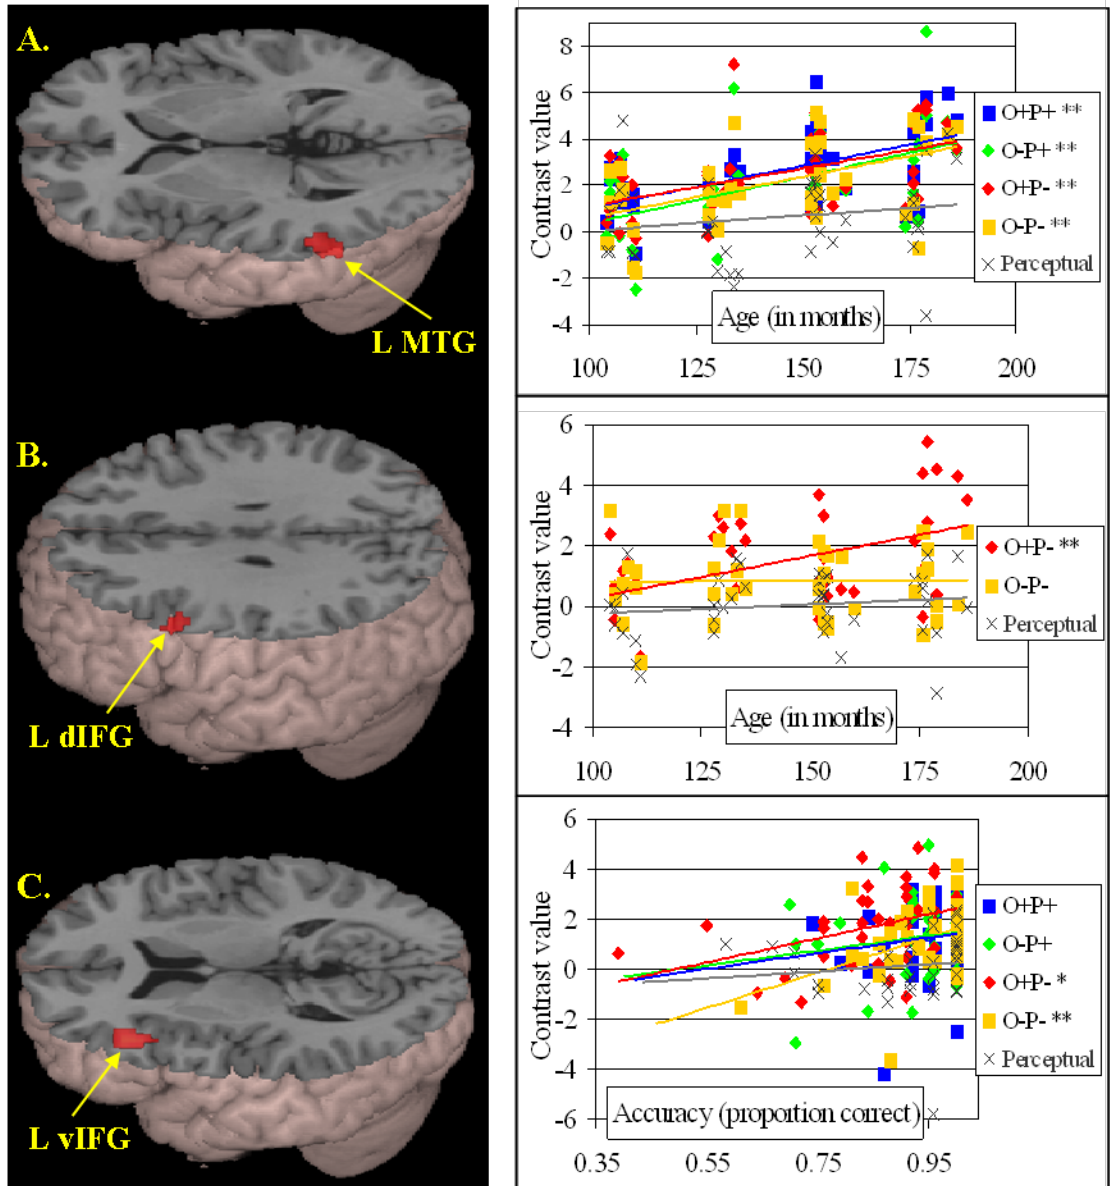 A.
L MTG
8
6
4
2
0
-2
-4
Contrast value
Age (in months)
100 125 150 175 200
O+P+ **
O-P+ **
O+P- **
O-P- **
Perceptual
B.
L dIFG
6
4
2
0
-2
-4
Contrast value
Age (in months)
100 125 150 175 200
O+P- **
O-P-
Perceptual
C.
L vIFG
6
4
2
0
-2
-4
-6
Contrast value
Accuracy (proportion correct)
0.35 0.55 0.75 0.95
O+P+
O-P+
O+P- *
O-P- **
Perceptual